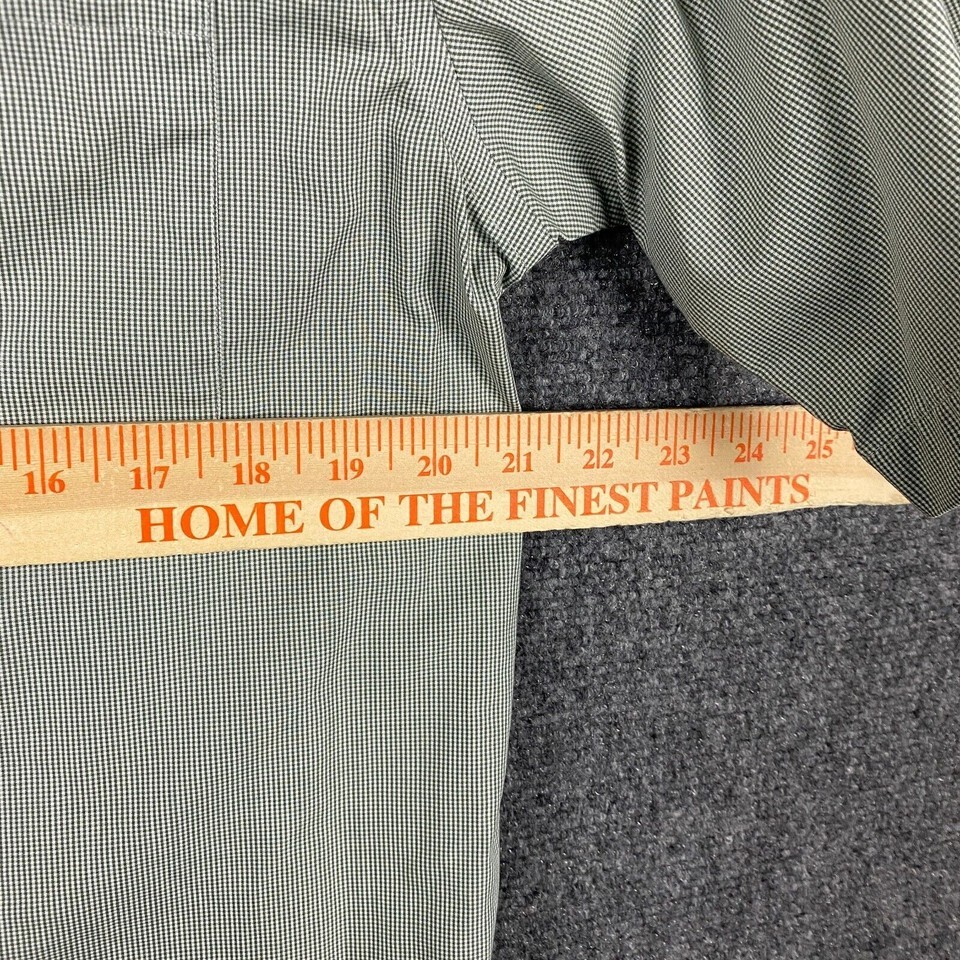 16 17 18 19 20 21 22 23 24 25
HOME OF THE FINEST PAINTS